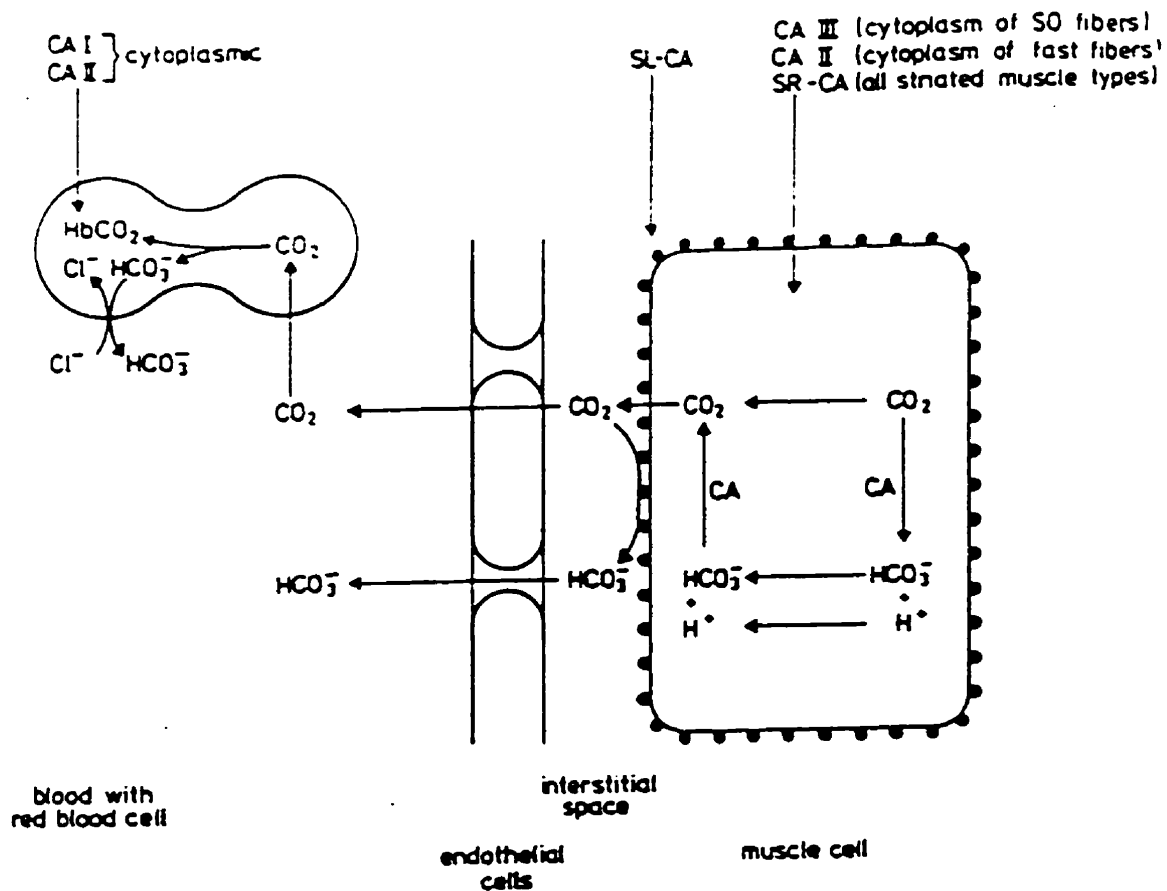 CA I
CA II
} cytoplasmic
SL-CA
CA III (cytoplasm of SO fibers)
CA II (cytoplasm of fast fibers)
SR-CA (all striated muscle types)
HbCO₂
CO₂
Cl⁻ HCO₃⁻
Cl⁻ HCO₃⁻
CO₂
CO₂
CO₂
CO₂
CA
CA
HCO₃⁻
HCO₃⁻
HCO₃⁻
HCO₃⁻
+
+
H⁺
H⁺
blood with
red blood cell
interstitial
space
endothelial
cells
muscle cell